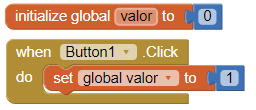 initialize global valor to 0
when Button1 .Click
do set global valor to 1